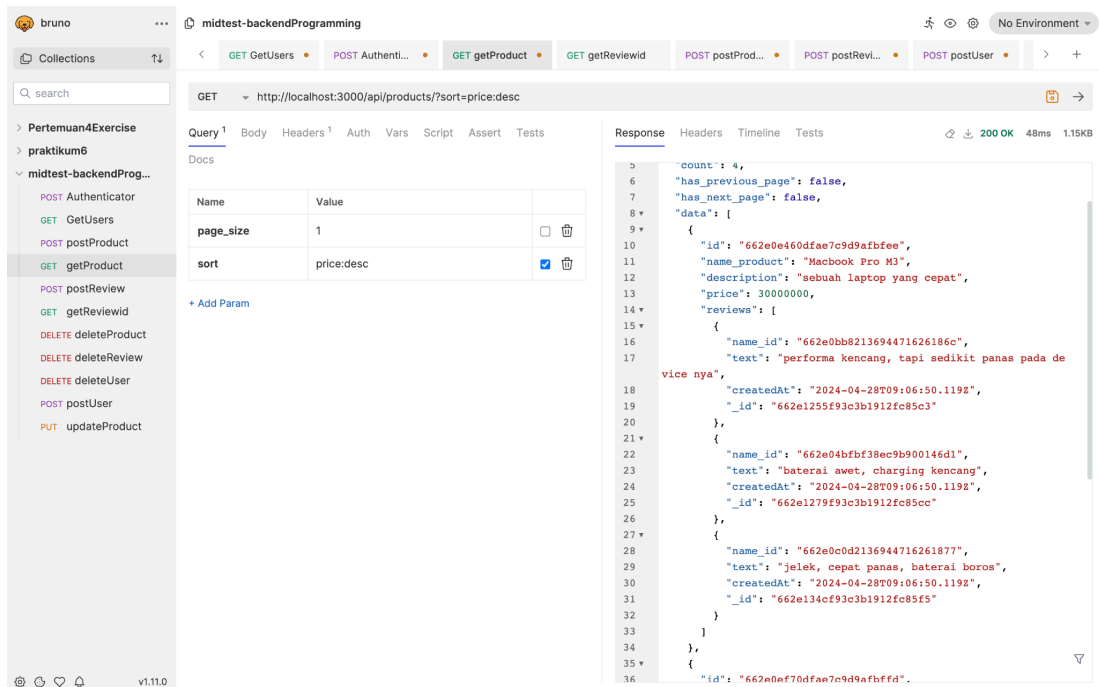 bruno
midtest-backendProgramming
No Environment
Collections
GET GetUsers
POST Authenti...
GET getProduct
GET getReviewid
POST postProd...
POST postRevi...
POST postUser
search
GET
http://localhost:3000/api/products/?sort=price:desc
Pertemuan4Exercise
praktikum6
midtest-backendProg...
POST Authenticator
GET GetUsers
POST postProduct
GET getProduct
POST postReview
GET getReviewid
DELETE deleteProduct
DELETE deleteReview
DELETE deleteUser
POST postUser
PUT updateProduct
v1.11.0
Query 1 Body Headers 1 Auth Vars Script Assert Tests
Docs
Name Value
page_size 1
sort price:desc
+ Add Param
Response Headers Timeline Tests 200 OK 48ms 1.15KB
5 "count": 4,
6 "has_previous_page": false,
7 "has_next_page": false,
8 "data": [
9 {
10 "id": "662e0e460dfae7c9d9afbfee",
11 "name_product": "Macbook Pro M3",
12 "description": "sebuah laptop yang cepat",
13 "price": 30000000,
14 "reviews": [
15 {
16 "name_id": "662e0bb8213694471626186c",
17 "text": "performa kencang, tapi sedikit panas pada de
vice nya",
18 "createdAt": "2024-04-28T09:06:50.119Z",
19 "_id": "662e1255f93c3b1912fc85c3"
20 },
21 {
22 "name_id": "662e04bfbf38ec9b900146d1",
23 "text": "baterai awet, charging kencang",
24 "createdAt": "2024-04-28T09:06:50.119Z",
25 "_id": "662e1279f93c3b1912fc85cc"
26 },
27 {
28 "name_id": "662e0c0d2136944716261877",
29 "text": "jelek, cepat panas, baterai boros",
30 "createdAt": "2024-04-28T09:06:50.119Z",
31 "_id": "662e134cf93c3b1912fc85f5"
32 }
33 ]
34 },
35 {
36 "id": "662e0ef70dfae7c9d9afbffd",